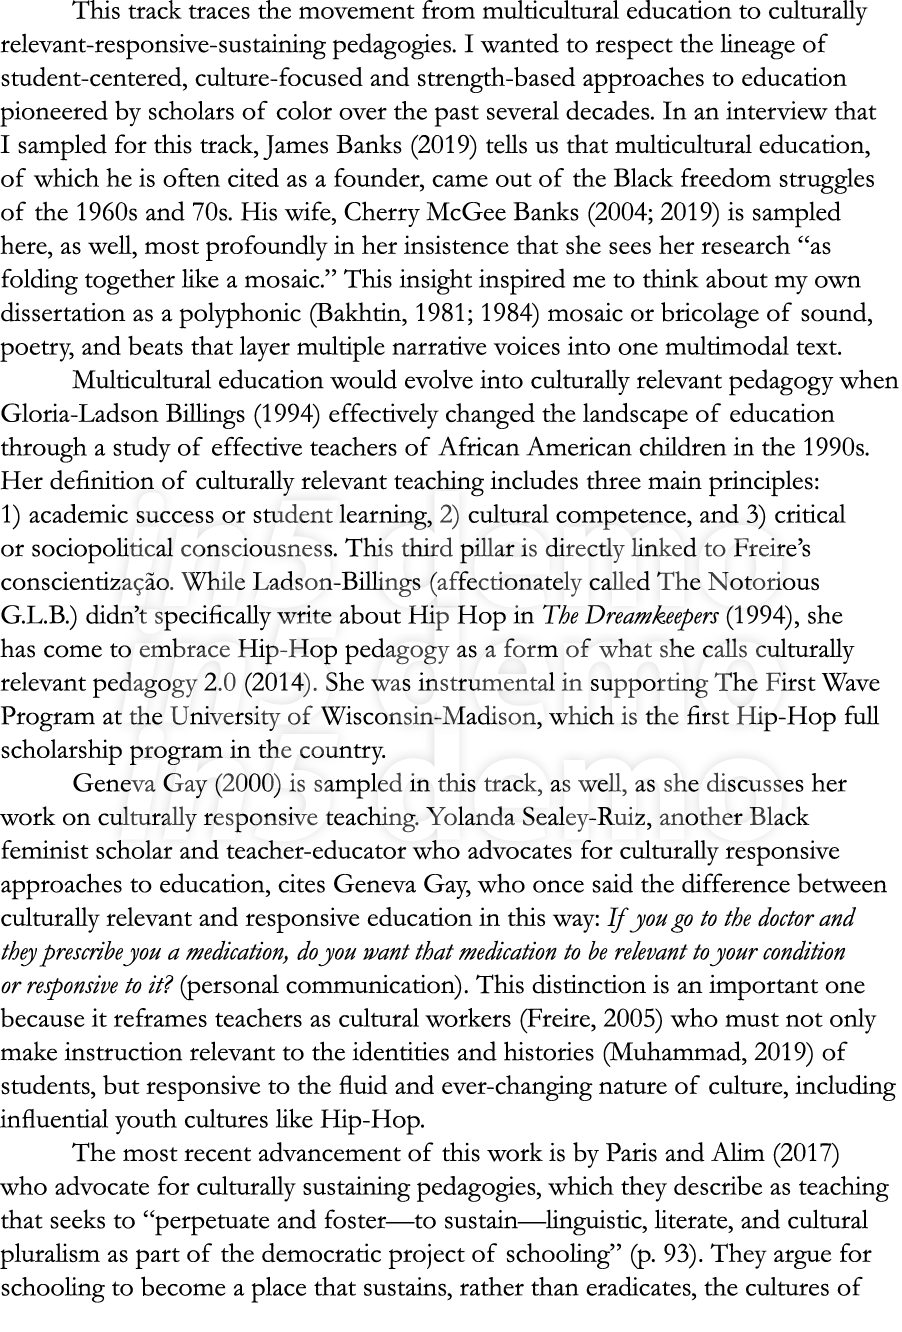 This track traces the movement from multicultural education to culturally
relevant-responsive-sustaining pedagogies. I wanted to respect the lineage of
student-centered, culture-focused and strength-based approaches to education
pioneered by scholars of color over the past several decades. In an interview that
I sampled for this track, James Banks (2019) tells us that multicultural education,
of which he is often cited as a founder, came out of the Black freedom struggles
of the 1960s and 70s. His wife, Cherry McGee Banks (2004; 2019) is sampled
here, as well, most profoundly in her insistence that she sees her research “as
folding together like a mosaic.” This insight inspired me to think about my own
dissertation as a polyphonic (Bakhtin, 1981; 1984) mosaic or bricolage of sound,
poetry, and beats that layer multiple narrative voices into one multimodal text.
Multicultural education would evolve into culturally relevant pedagogy when
Gloria-Ladson Billings (1994) effectively changed the landscape of education
through a study of effective teachers of African American children in the 1990s.
Her definition of culturally relevant teaching includes three main principles:
1) academic success or student learning, 2) cultural competence, and 3) critical
or sociopolitical consciousness. This third pillar is directly linked to Freire’s
conscientização. While Ladson-Billings (affectionately called The Notorious
G.L.B.) didn’t specifically write about Hip Hop in The Dreamkeepers (1994), she
has come to embrace Hip-Hop pedagogy as a form of what she calls culturally
relevant pedagogy 2.0 (2014). She was instrumental in supporting The First Wave
Program at the University of Wisconsin-Madison, which is the first Hip-Hop full
scholarship program in the country.
Geneva Gay (2000) is sampled in this track, as well, as she discusses her
work on culturally responsive teaching. Yolanda Sealey-Ruiz, another Black
feminist scholar and teacher-educator who advocates for culturally responsive
approaches to education, cites Geneva Gay, who once said the difference between
culturally relevant and responsive education in this way: If you go to the doctor and
they prescribe you a medication, do you want that medication to be relevant to your condition
or responsive to it? (personal communication). This distinction is an important one
because it reframes teachers as cultural workers (Freire, 2005) who must not only
make instruction relevant to the identities and histories (Muhammad, 2019) of
students, but responsive to the fluid and ever-changing nature of culture, including
influential youth cultures like Hip-Hop.
The most recent advancement of this work is by Paris and Alim (2017)
who advocate for culturally sustaining pedagogies, which they describe as teaching
that seeks to “perpetuate and foster—to sustain—linguistic, literate, and cultural
pluralism as part of the democratic project of schooling” (p. 93). They argue for
schooling to become a place that sustains, rather than eradicates, the cultures of
in5 demo
in5 demo
in5 demo